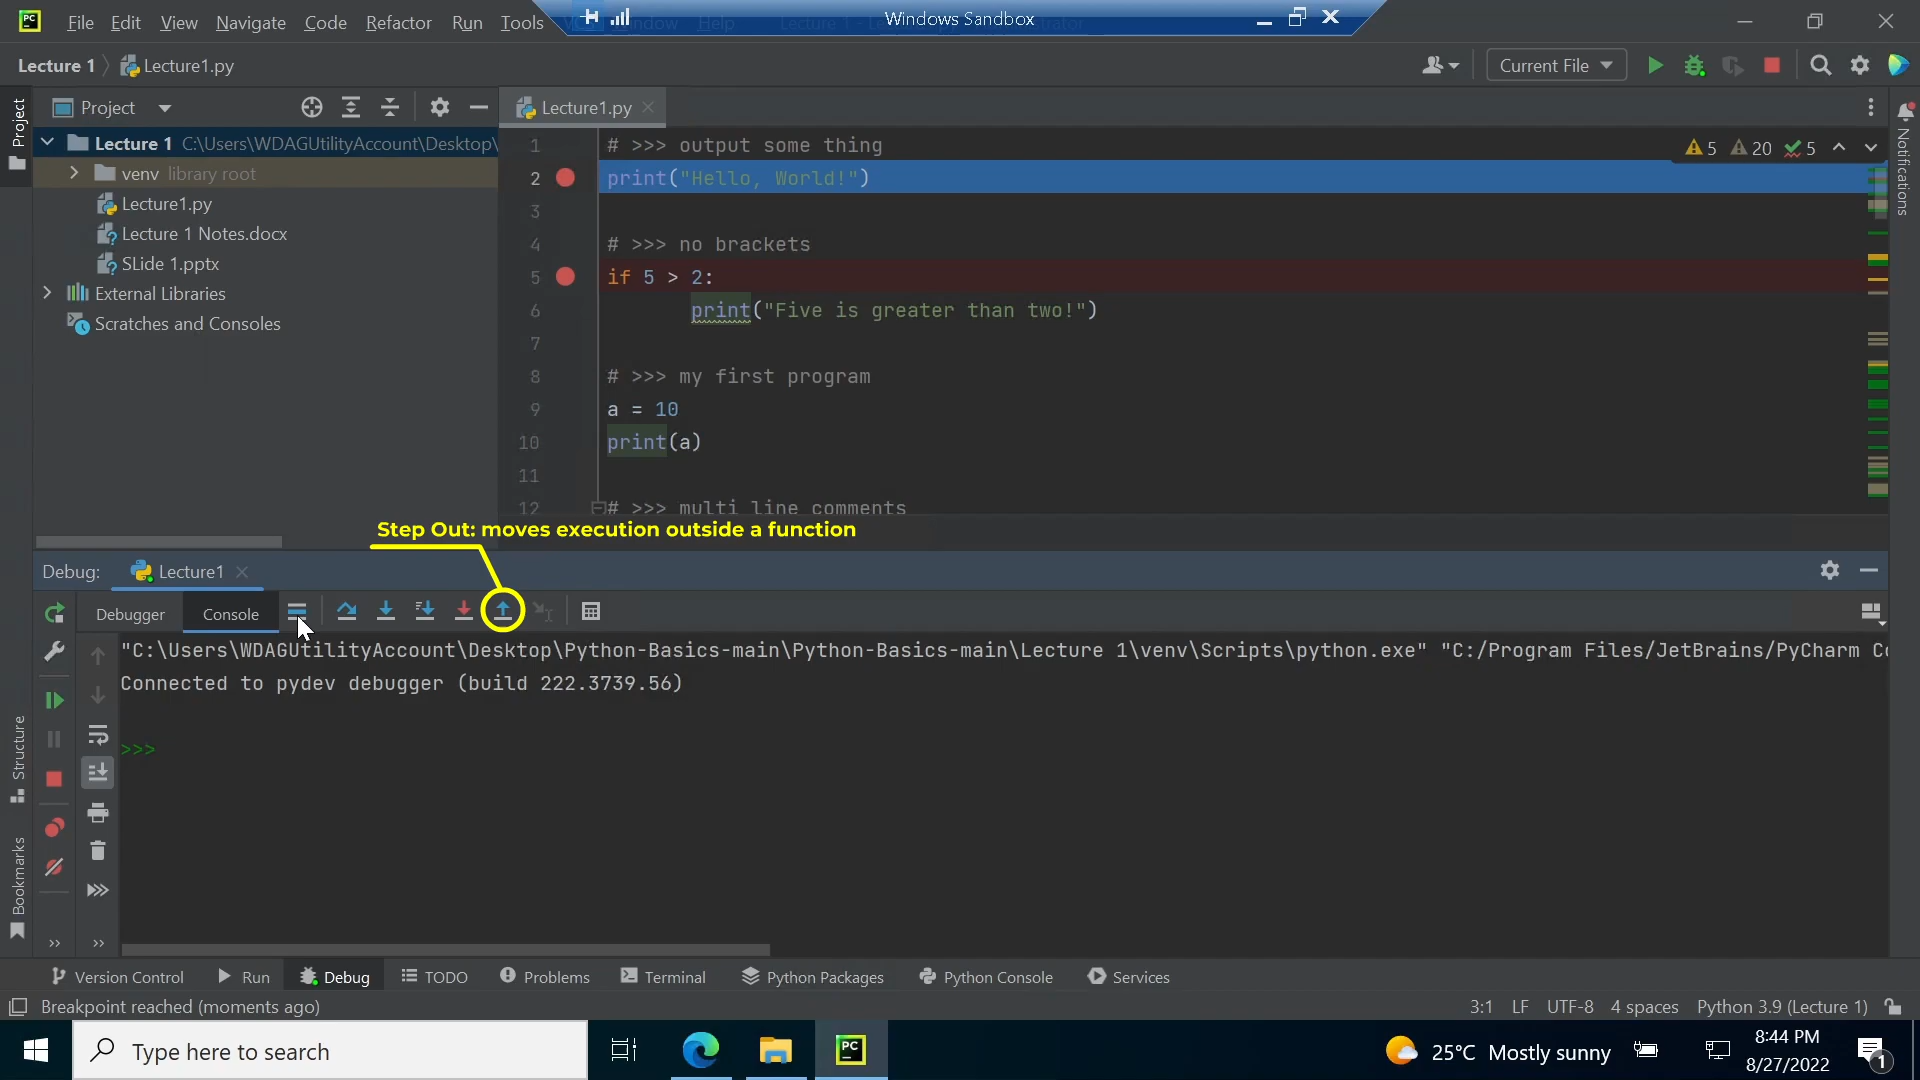 Windows Sandbox
File Edit View Navigate Code Refactor Run Tools
Lecture 1 Lecture1.py
Current File
Project
Lecture1.py
Project
Notifications
Lecture 1 C:\Users\WDAGUtilityAccount\Desktop\
venv library root
Lecture1.py
Lecture 1 Notes.docx
SLide 1.pptx
External Libraries
Scratches and Consoles
5 20 5
1 # >>> output some thing
2 print("Hello, World!")
3
4 # >>> no brackets
5 if 5 > 2:
6 print("Five is greater than two!")
7
8 # >>> my first program
9 a = 10
10 print(a)
11
12 # >>> multi line comments
Step Out: moves execution outside a function
Debug: Lecture1
Debugger Console
"C:\Users\WDAGUtilityAccount\Desktop\Python-Basics-main\Python-Basics-main\Lecture 1\venv\Scripts\python.exe" "C:/Program Files/JetBrains/PyCharm Co
Connected to pydev debugger (build 222.3739.56)
>>>
Structure
Bookmarks
Version Control Run Debug TODO Problems Terminal Python Packages Python Console Services
Breakpoint reached (moments ago)
3:1 LF UTF-8 4 spaces Python 3.9 (Lecture 1)
Type here to search
25°C Mostly sunny
8:44 PM
8/27/2022
1